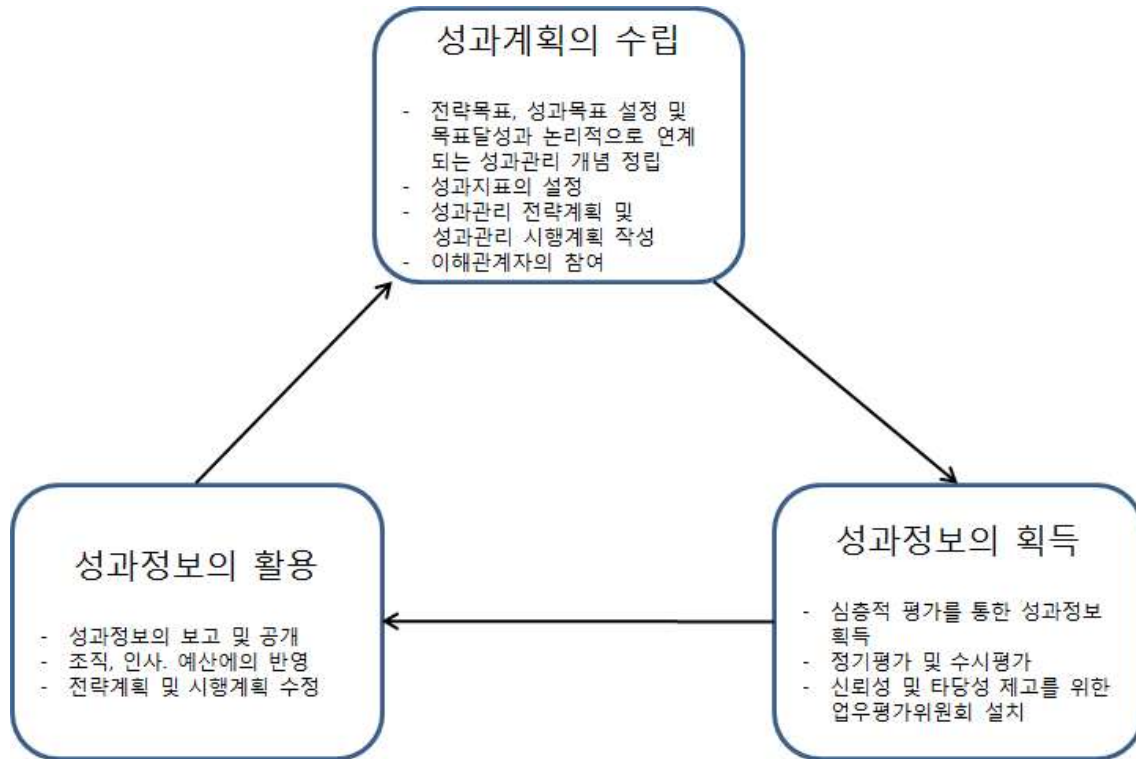 성과계획의 수립
- 전략목표, 성과목표 설정 및
목표달성과 논리적으로 연계
되는 성과관리 개념 정립
- 성과지표의 설정
- 성과관리 전략계획 및
성과관리 시행계획 작성
- 이해관계자의 참여
성과정보의 활용
- 성과정보의 보고 및 공개
- 조직, 인사. 예산에의 반영
- 전략계획 및 시행계획 수정
성과정보의 획득
- 심층적 평가를 통한 성과정보
획득
- 정기평가 및 수시평가
- 신뢰성 및 타당성 제고를 위한
업우평가위원회 설치